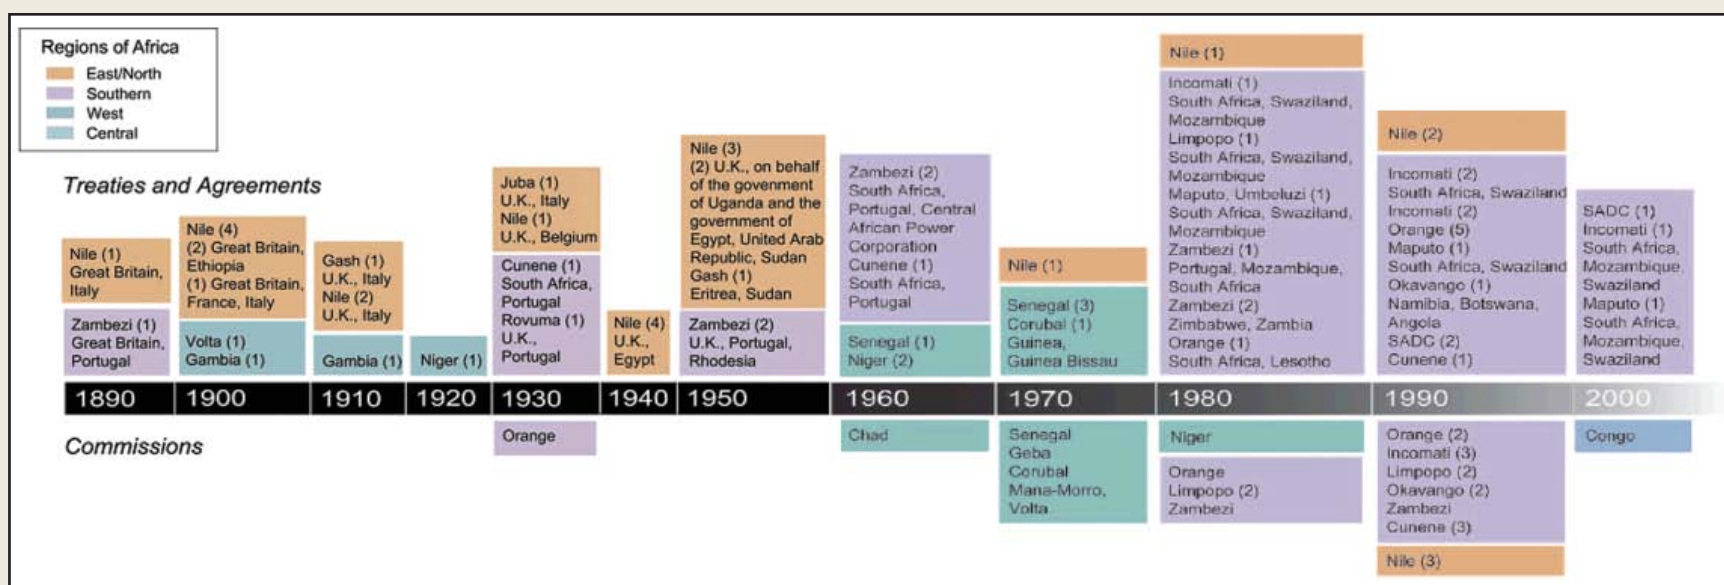 Regions of Africa
East/North
Southern
West
Central
Treaties and Agreements
Nile (1)
Great Britain,
Italy
Zambezi (1)
Great Britain,
Portugal
Nile (4)
(2) Great Britain,
Ethiopia
(1) Great Britain,
France, Italy
Volta (1)
Gambia (1)
Gash (1)
U.K., Italy
Nile (2)
U.K., Italy
Gambia (1)
Niger (1)
Juba (1)
U.K., Italy
Nile (1)
U.K., Belgium
Cunene (1)
South Africa,
Portugal
Rovuma (1)
U.K.,
Portugal
Nile (4)
U.K.,
Egypt
Nile (3)
(2) U.K., on behalf
of the govenment
of Uganda and the
government of
Egypt, United Arab
Republic, Sudan
Gash (1)
Eritrea, Sudan
Zambezi (2)
U.K., Portugal,
Rhodesia
Zambezi (2)
South Africa,
Portugal, Central
African Power
Corporation
Cunene (1)
South Africa,
Portugal
Senegal (1)
Niger (2)
Nile (1)
Senegal (3)
Corubal (1)
Guinea,
Guinea Bissau
Nile (1)
Incomati (1)
South Africa, Swaziland,
Mozambique
Limpopo (1)
South Africa, Swaziland,
Mozambique
Maputo, Umbeluzi (1)
South Africa, Swaziland,
Mozambique
Zambezi (1)
Portugal, Mozambique,
South Africa
Zambezi (2)
Zimbabwe, Zambia
Orange (1)
South Africa, Lesotho
Nile (2)
Incomati (2)
South Africa, Swaziland
Incomati (2)
Orange (5)
Maputo (1)
South Africa, Swaziland
Okavango (1)
Namibia, Botswana,
Angola
SADC (2)
Cunene (1)
SADC (1)
Incomati (1)
South Africa,
Mozambique,
Swaziland
Maputo (1)
South Africa,
Mozambique,
Swaziland
1890 1900 1910 1920 1930 1940 1950 1960 1970 1980 1990 2000
Commissions
Orange
Chad
Senegal
Geba
Corubal
Mana-Morro,
Volta
Niger
Orange
Limpopo (2)
Zambezi
Orange (2)
Incomati (3)
Limpopo (2)
Okavango (2)
Zambezi
Cunene (3)
Nile (3)
Congo